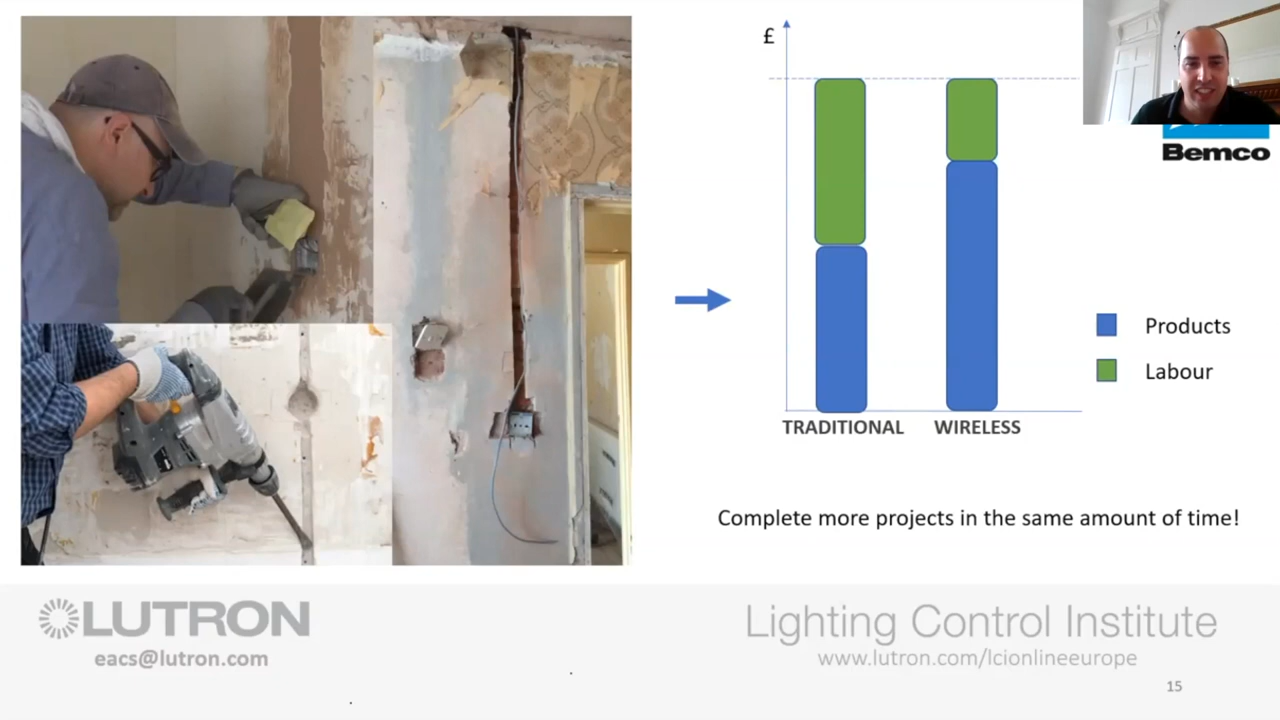 £
Bemco
Products
Labour
TRADITIONAL WIRELESS
Complete more projects in the same amount of time!
LUTRON
eacs@lutron.com
Lighting Control Institute
www.lutron.com/lcionlineeurope
15